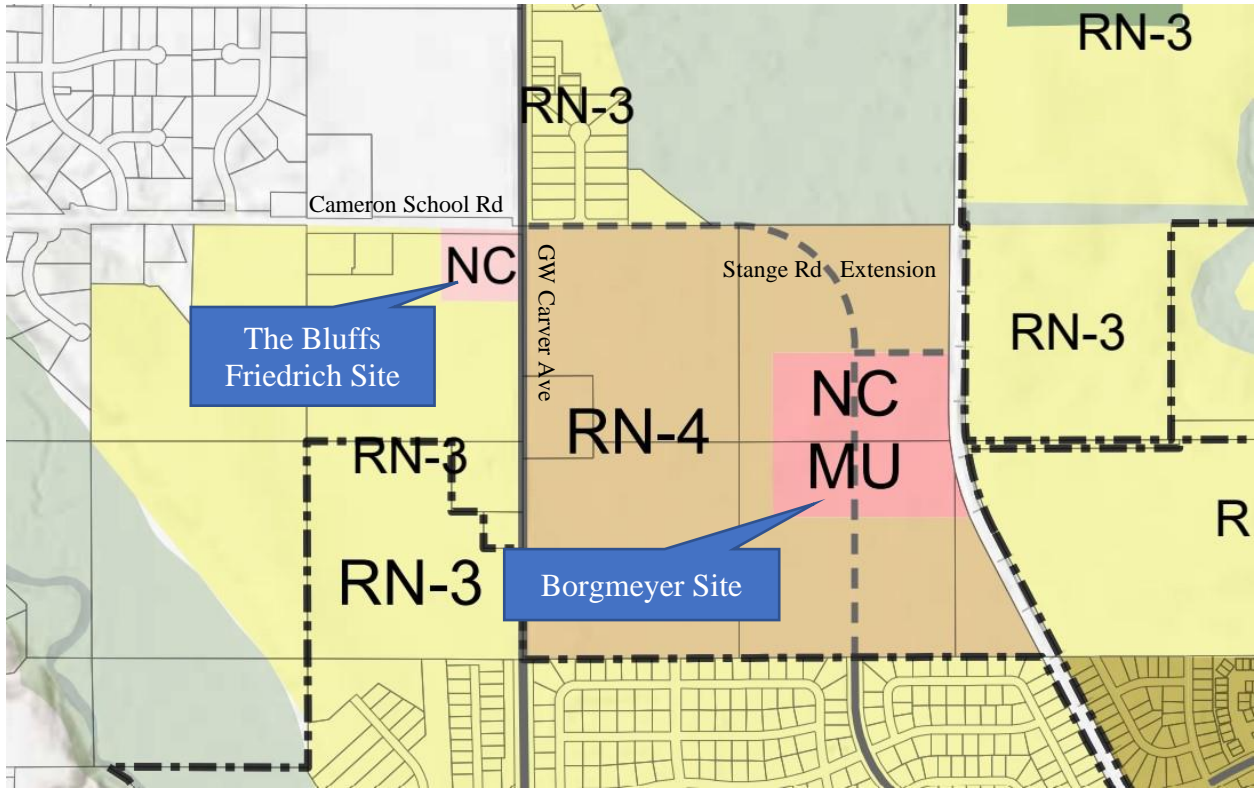 RN-3
RN-3
Cameron School Rd
NC
GW Carver Ave
Stange Rd Extension
The Bluffs
Friedrich Site
RN-3
NC
MU
RN-4
RN-3
R
RN-3
Borgmeyer Site